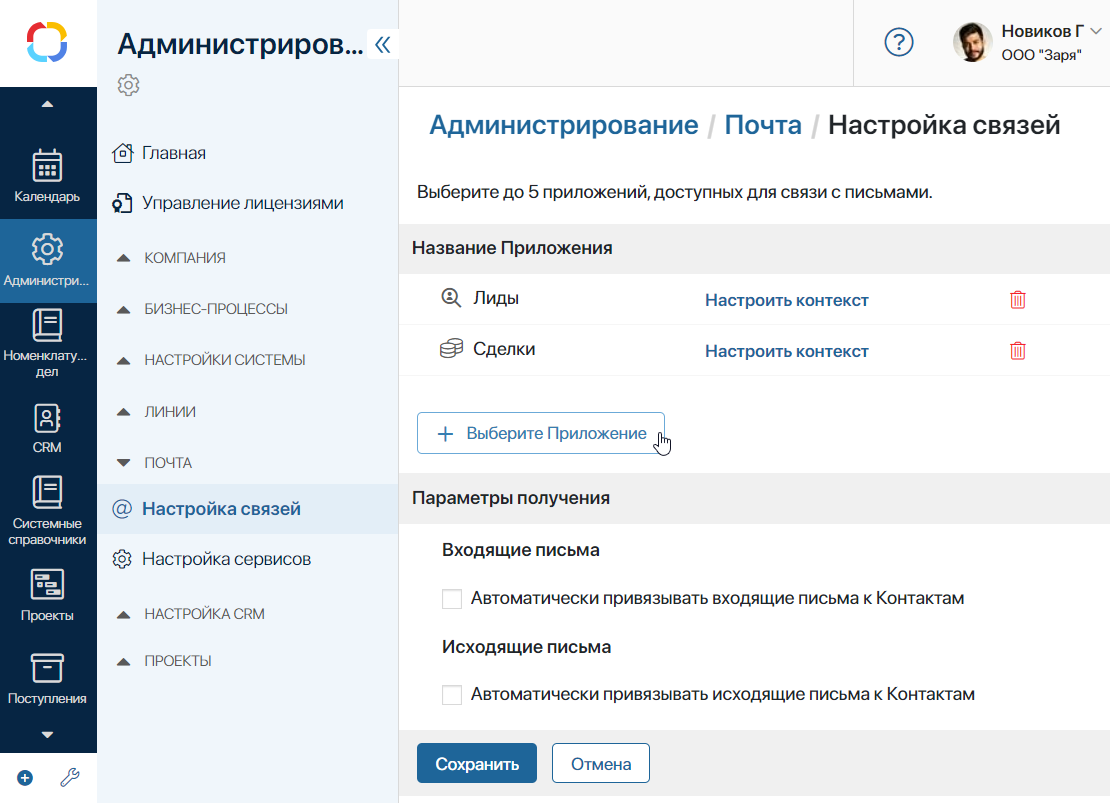 Администриров...
Новиков Г
ООО "Заря"
Календарь
Администри...
Номенклату...
дел
CRM
Системные
справочники
Проекты
Поступления
Главная
Управление лицензиями
КОМПАНИЯ
БИЗНЕС-ПРОЦЕССЫ
НАСТРОЙКИ СИСТЕМЫ
ЛИНИИ
ПОЧТА
Настройка связей
Настройка сервисов
НАСТРОЙКА CRM
ПРОЕКТЫ
Администрирование / Почта / Настройка связей
Выберите до 5 приложений, доступных для связи с письмами.
Название Приложения
Лиды Настроить контекст
Сделки Настроить контекст
+ Выберите Приложение
Параметры получения
Входящие письма
Автоматически привязывать входящие письма к Контактам
Исходящие письма
Автоматически привязывать исходящие письма к Контактам
Сохранить Отмена